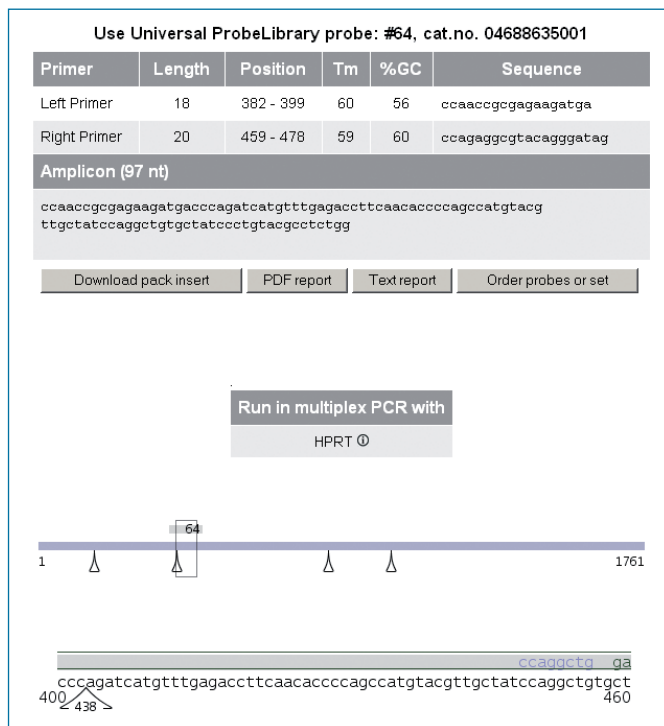 Use Universal ProbeLibrary probe: #64, cat.no. 04688635001
Primer Length Position Tm %GC Sequence
Left Primer 18 382 - 399 60 56 ccaaccgcgagaagatga
Right Primer 20 459 - 478 59 60 ccagaggcgtacagggatag
Amplicon (97 nt)
ccaaccgcgagaagatgacccagatcatgtttgagaccttcaacaccccagccatgtacg
ttgctatccaggctgtgctatccctgtacgcctctgg
Download pack insert PDF report Text report Order probes or set
Run in multiplex PCR with
HPRT ⓘ
64
1 1761
ccaggctg ga
cccagatcatgtttgagaccttcaacaccccagccatgtacgttgctatccaggctgtgct
400 438 460